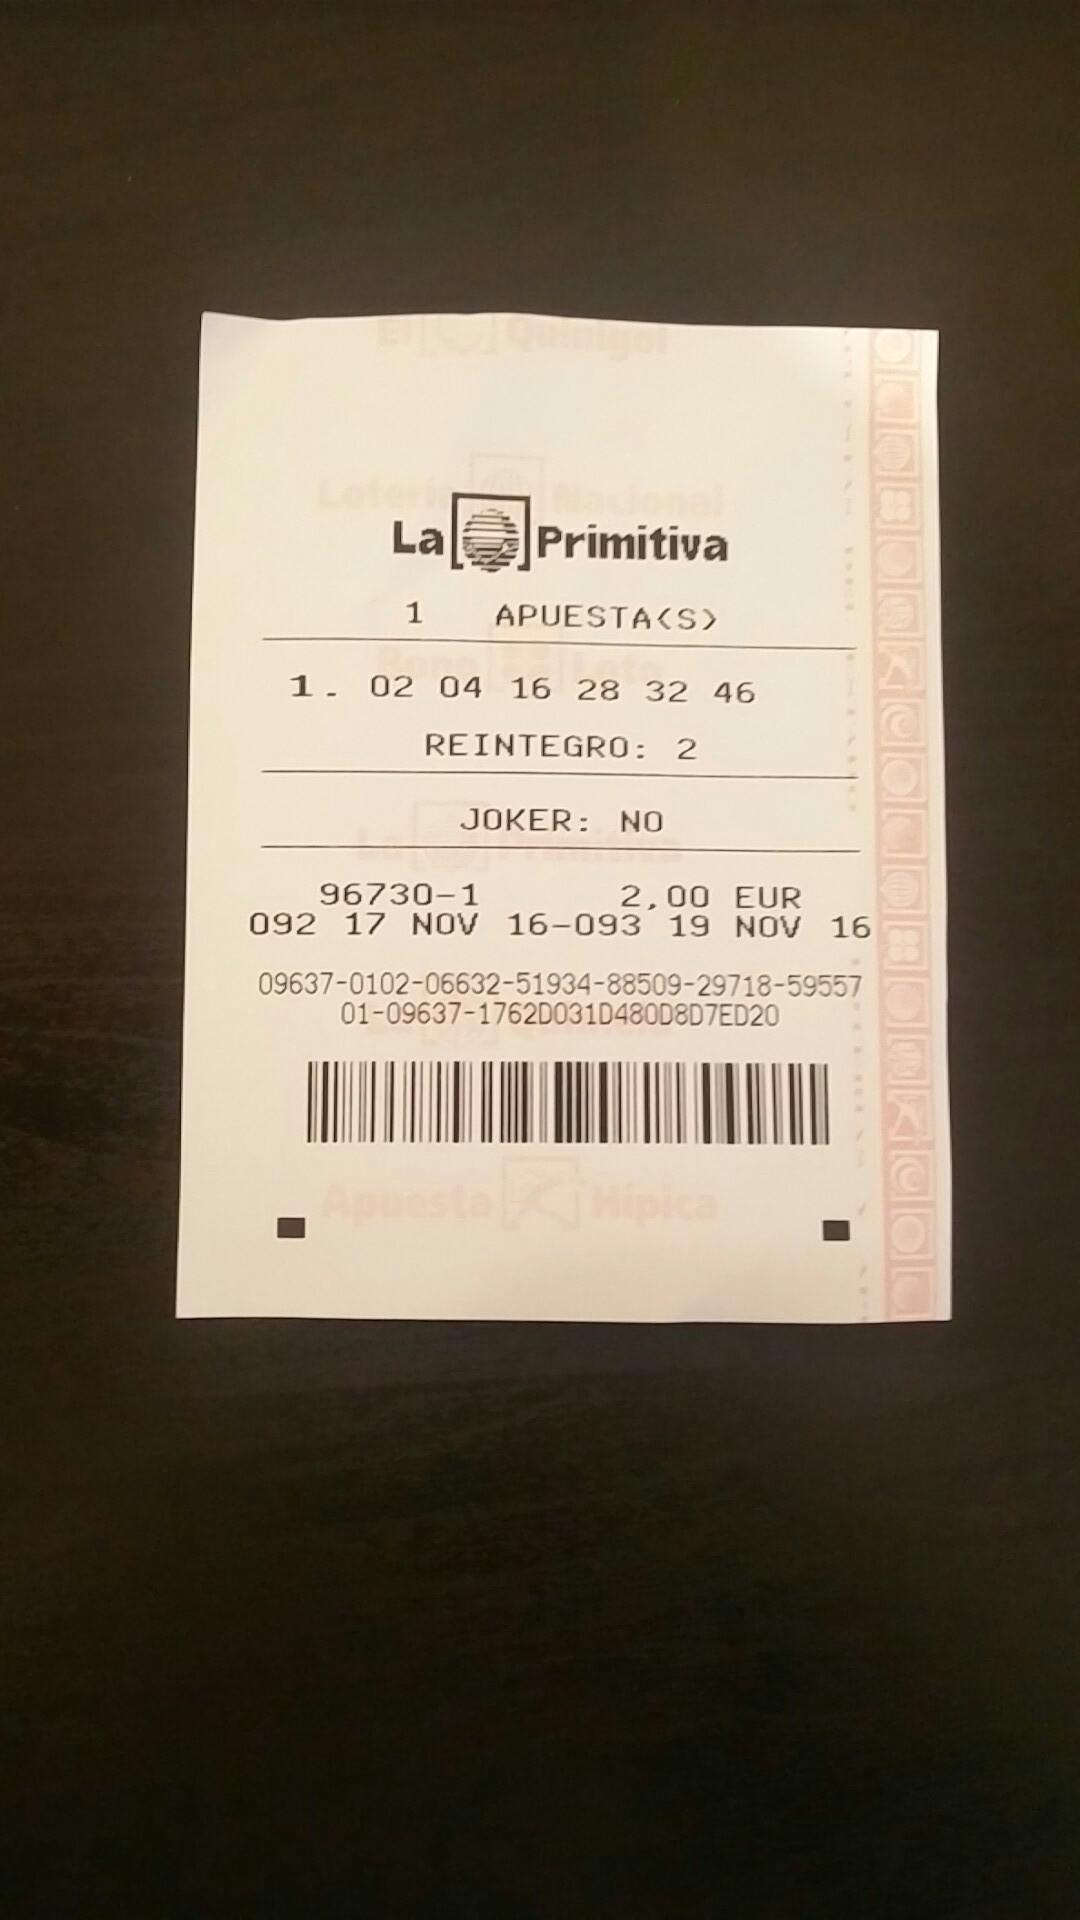 El Quinigol
Loteria Nacional
La Primitiva
1 APUESTA(S)
Bono Loto
1. 02 04 16 28 32 46
REINTEGRO: 2
JOKER: NO
La Primitiva
96730-1 2,00 EUR
092 17 NOV 16-093 19 NOV 16
09637-0102-06632-51934-88509-29718-59557
01-09637-1762D031D480D8D7ED20
Apuesta Hípica